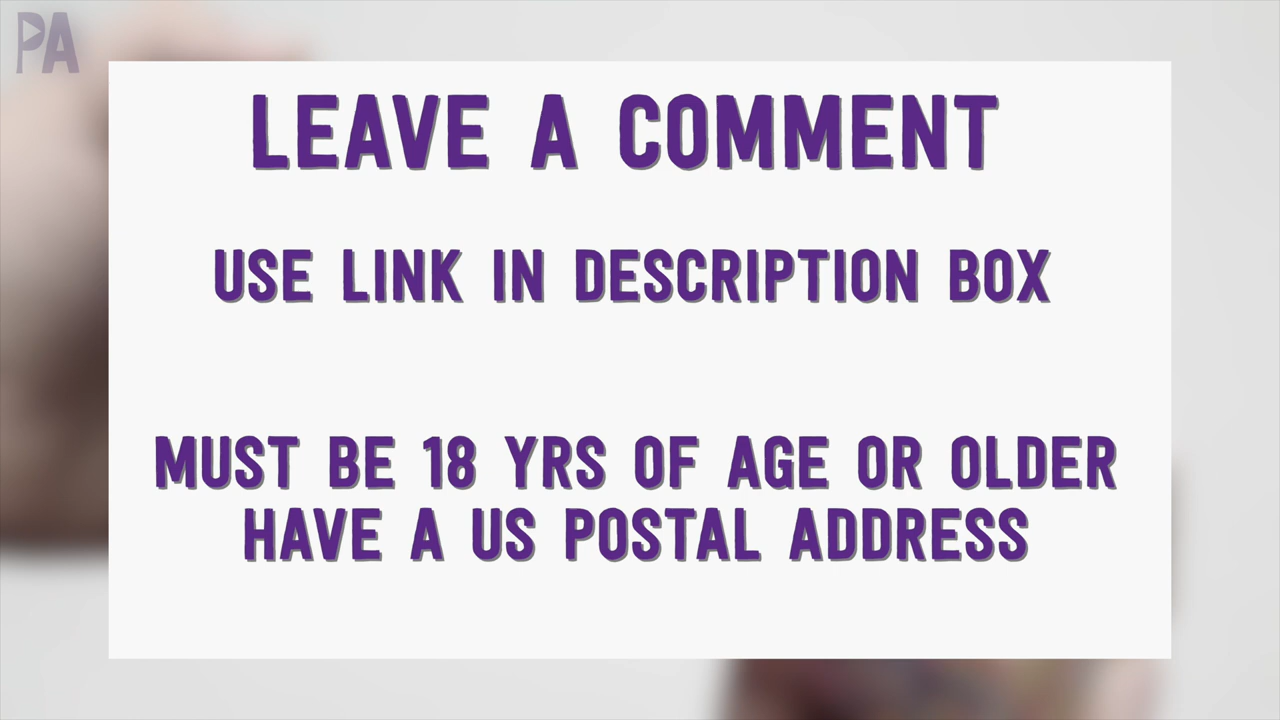 PA
LEAVE A COMMENT
USE LINK IN DESCRIPTION BOX
MUST BE 18 YRS OF AGE OR OLDER
HAVE A US POSTAL ADDRESS